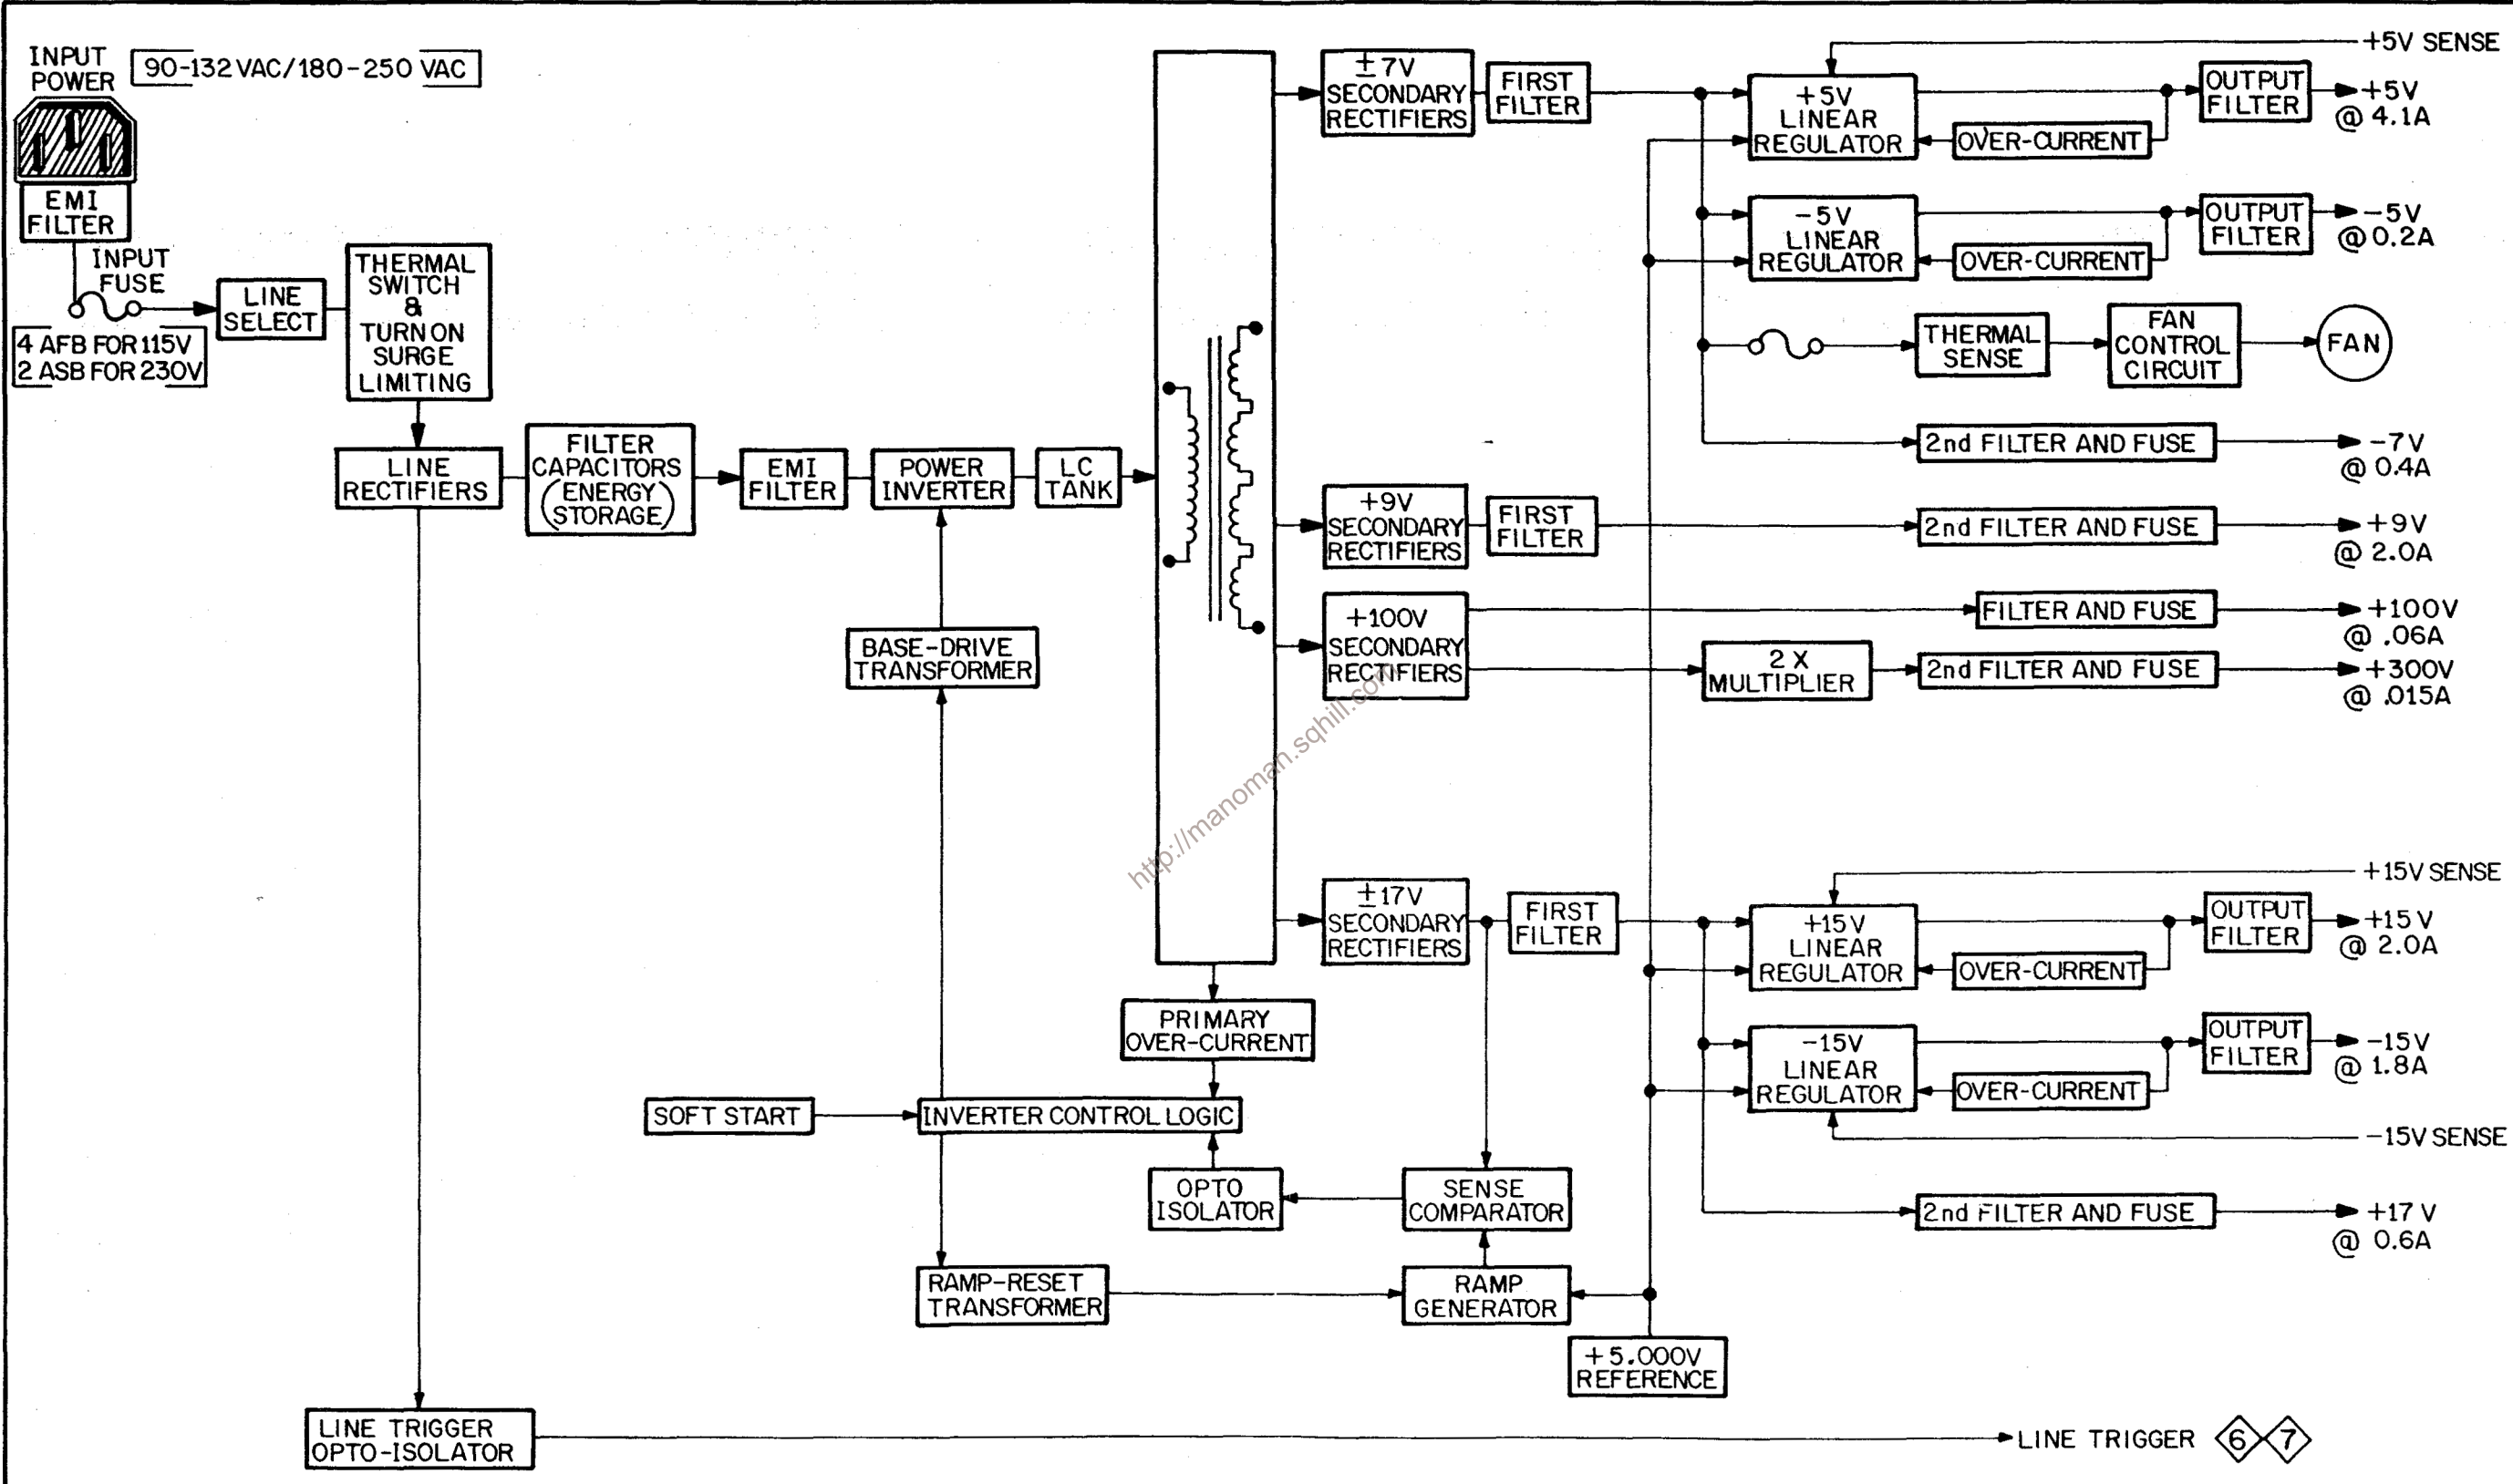 INPUT
POWER
90-132 VAC/180-250 VAC
EMI
FILTER
INPUT
FUSE
4 AFB FOR 115V
2 ASB FOR 230V
LINE
SELECT
THERMAL
SWITCH
&
TURN ON
SURGE
LIMITING
LINE
RECTIFIERS
FILTER
CAPACITORS
(ENERGY
STORAGE)
EMI
FILTER
POWER
INVERTER
LC
TANK
BASE-DRIVE
TRANSFORMER
±7V
SECONDARY
RECTIFIERS
FIRST
FILTER
+9V
SECONDARY
RECTIFIERS
FIRST
FILTER
+100V
SECONDARY
RECTIFIERS
2 X
MULTIPLIER
±17V
SECONDARY
RECTIFIERS
FIRST
FILTER
+5V SENSE
+5V
LINEAR
REGULATOR
OVER-CURRENT
OUTPUT
FILTER
+5V
@ 4.1A
-5V
LINEAR
REGULATOR
OVER-CURRENT
OUTPUT
FILTER
-5V
@ 0.2A
THERMAL
SENSE
FAN
CONTROL
CIRCUIT
FAN
2nd FILTER AND FUSE
-7V
@ 0.4A
2nd FILTER AND FUSE
+9V
@ 2.0A
FILTER AND FUSE
+100V
@ .06A
2nd FILTER AND FUSE
+300V
@ .015A
http://manoman.sqhill.com
+15V SENSE
+15V
LINEAR
REGULATOR
OVER-CURRENT
OUTPUT
FILTER
+15V
@ 2.0A
-15V
LINEAR
REGULATOR
OVER-CURRENT
OUTPUT
FILTER
-15V
@ 1.8A
-15V SENSE
2nd FILTER AND FUSE
+17V
@ 0.6A
PRIMARY
OVER-CURRENT
SOFT START
INVERTER CONTROL LOGIC
OPTO
ISOLATOR
SENSE
COMPARATOR
RAMP-RESET
TRANSFORMER
RAMP
GENERATOR
+5.000V
REFERENCE
LINE TRIGGER
OPTO-ISOLATOR
LINE TRIGGER 6 7